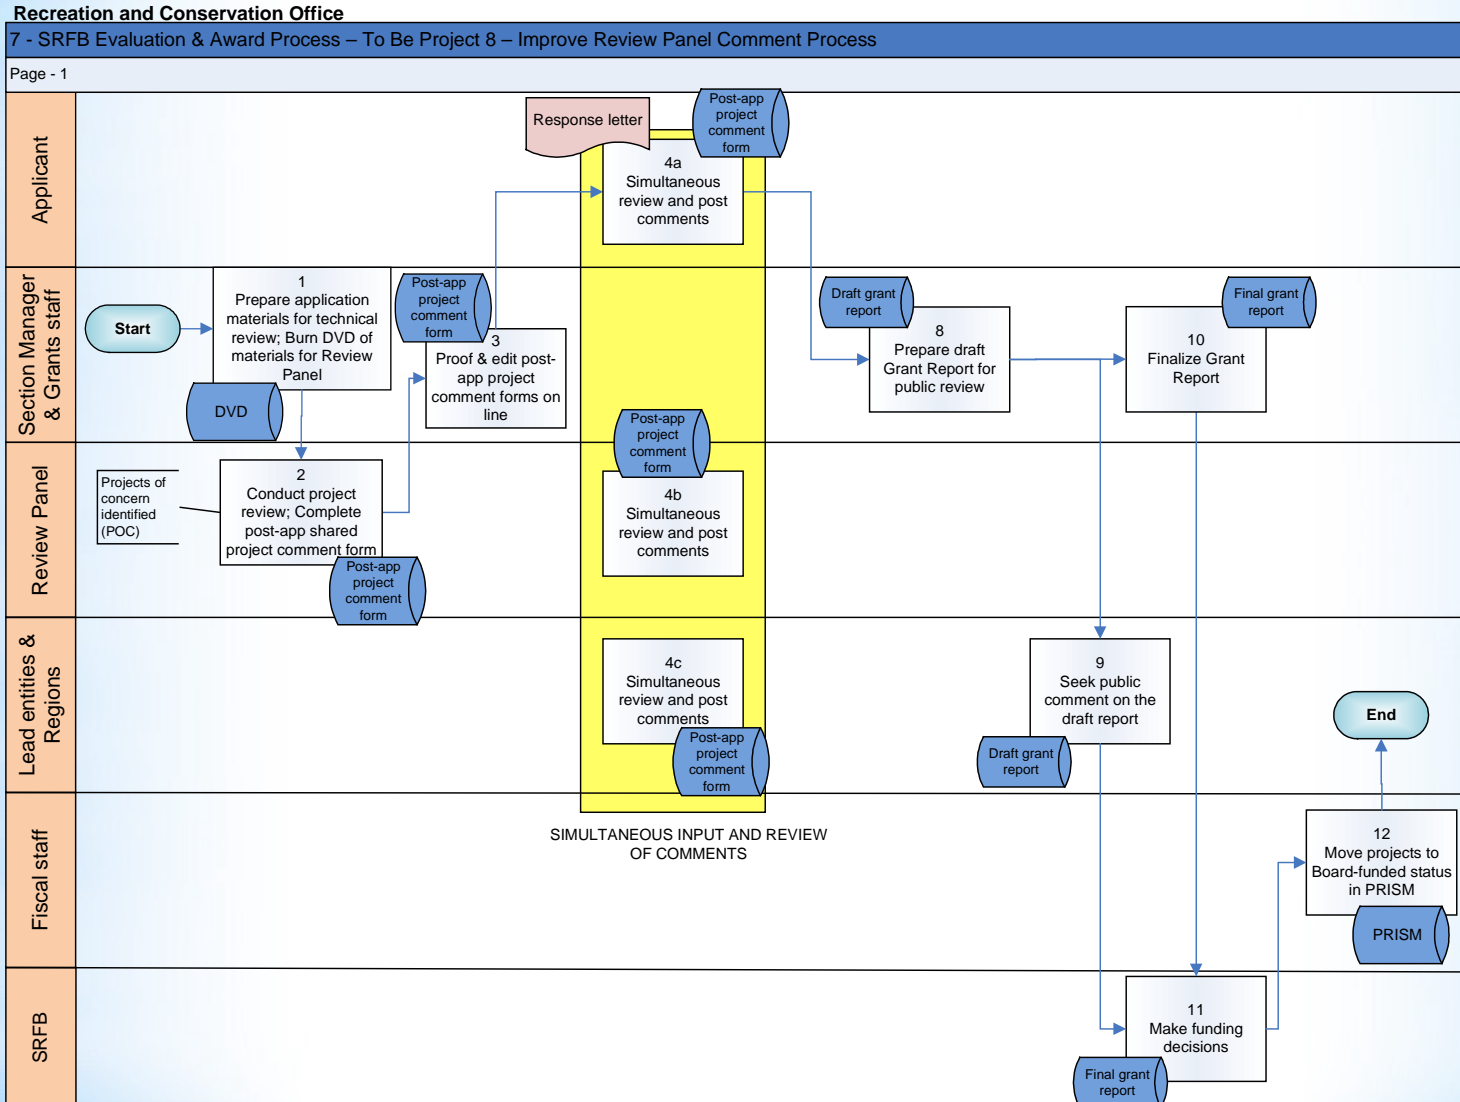 Recreation and Conservation Office
7 - SRFB Evaluation & Award Process – To Be Project 8 – Improve Review Panel Comment Process
Page - 1
Applicant
Response letter
Post-app
project
comment
form
4a
Simultaneous
review and post
comments
Section Manager
& Grants staff
Start
1
Prepare application
materials for technical
review; Burn DVD of
materials for Review
Panel
DVD
Post-app
project
comment
form
3
Proof & edit post-
app project
comment forms on
line
Draft grant
report
8
Prepare draft
Grant Report for
public review
Final grant
report
10
Finalize Grant
Report
Review Panel
Projects of
concern
identified
(POC)
2
Conduct project
review; Complete
post-app shared
project comment form
Post-app
project
comment
form
Post-app
project
comment
form
4b
Simultaneous
review and post
comments
Lead entities &
Regions
4c
Simultaneous
review and post
comments
Post-app
project
comment
form
9
Seek public
comment on the
draft report
Draft grant
report
End
Fiscal staff
SIMULTANEOUS INPUT AND REVIEW
OF COMMENTS
12
Move projects to
Board-funded status
in PRISM
PRISM
SRFB
11
Make funding
decisions
Final grant
report